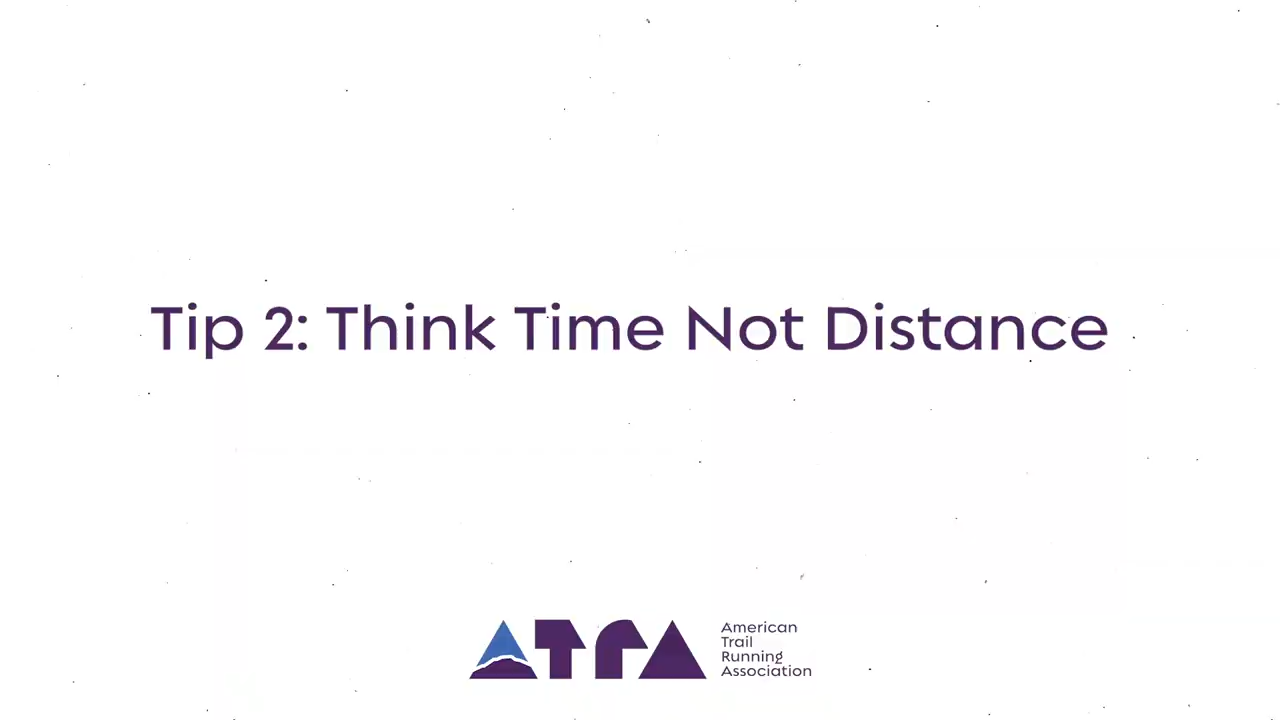 Tip 2: Think Time Not Distance
ATRA
American
Trail
Running
Association